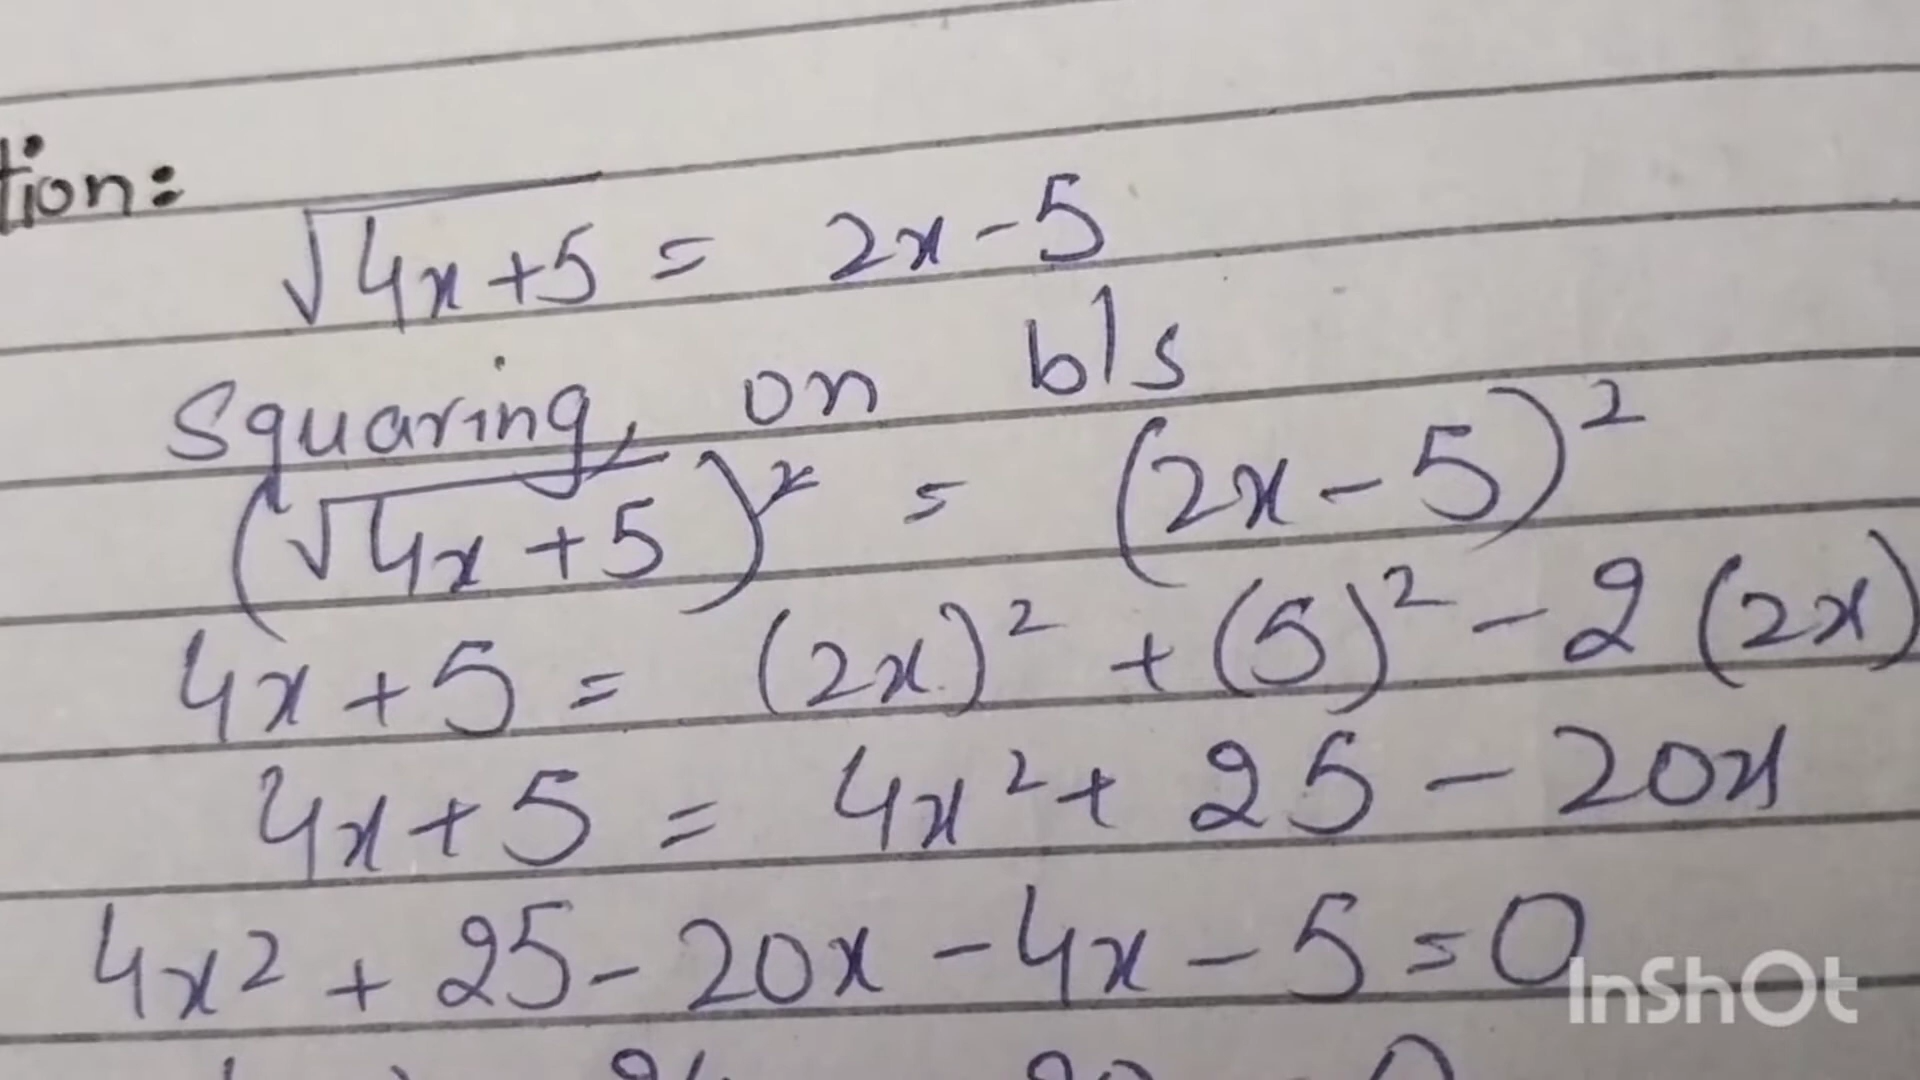 tion:
√4x+5 = 2x-5
Squaring, on b/s
(√4x+5)² = (2x-5)²
4x+5 = (2x)² + (5)² - 2(2x)
4x+5 = 4x² + 25 - 20x
4x² + 25 - 20x - 4x - 5 = 0
InShOt